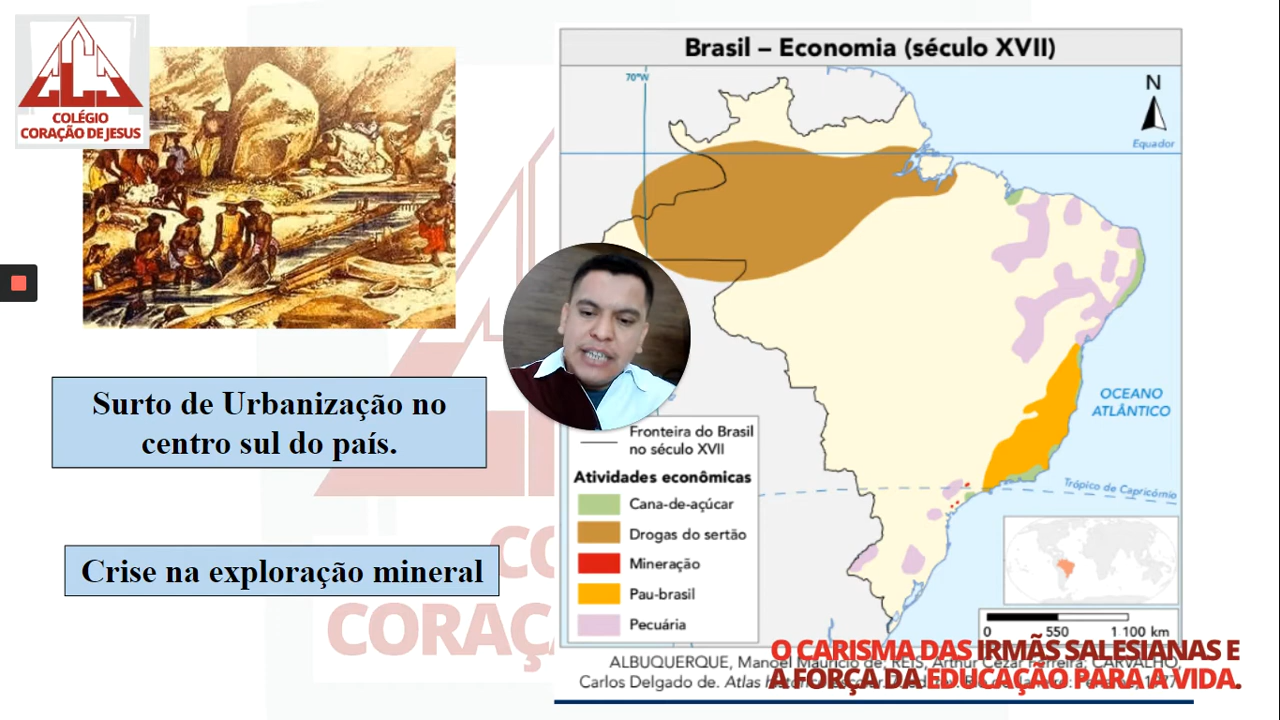 COLÉGIO
CORAÇÃO DE JESUS
Surto de Urbanização no
centro sul do país.
Crise na exploração mineral
Brasil – Economia (século XVII)
70°W
N
Equador
OCEANO
ATLÂNTICO
Trópico de Capricórnio
Fronteira do Brasil
no século XVII
Atividades econômicas
Cana-de-açúcar
Drogas do sertão
Mineração
Pau-brasil
Pecuária
0 550 1 100 km
ALBUQUERQUE, Manoel Maurício de; REIS, Arthur Cézar Ferreira; CARVALHO,
Carlos Delgado de. Atlas
O CARISMA DAS IRMÃS SALESIANAS E
A FORÇA DA EDUCAÇÃO PARA A VIDA.